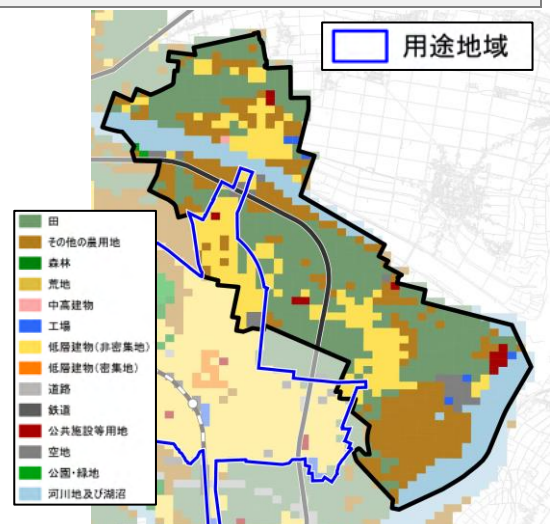 用途地域
田
その他の農用地
森林
荒地
中高建物
工場
低層建物(非密集地)
低層建物(密集地)
道路
鉄道
公共施設等用地
空地
公園・緑地
河川地及び湖沼